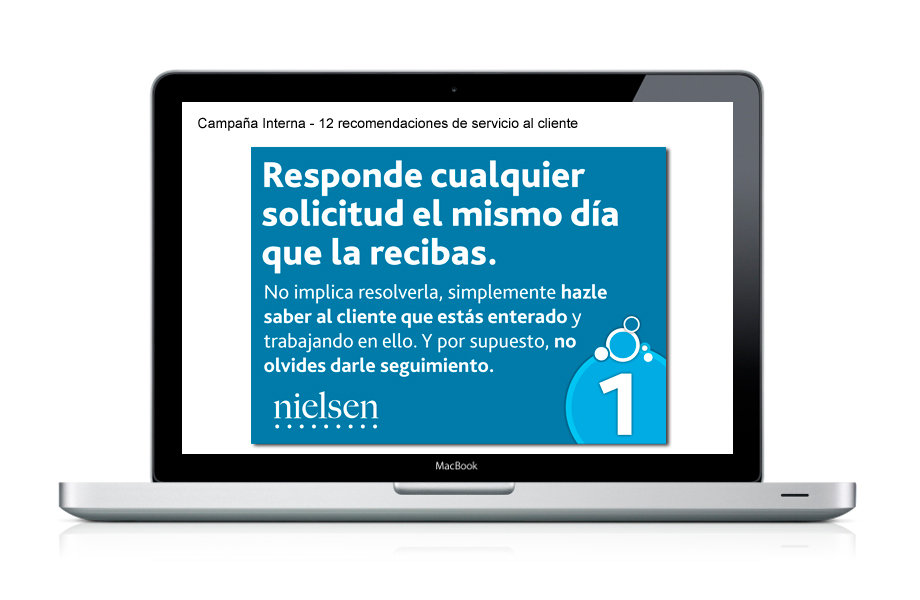 Campaña Interna - 12 recomendaciones de servicio al cliente
Responde cualquier
solicitud el mismo día
que la recibas.
No implica resolverla, simplemente hazle
saber al cliente que estás enterado y
trabajando en ello. Y por supuesto, no
olvides darle seguimiento.
nielsen
1
MacBook